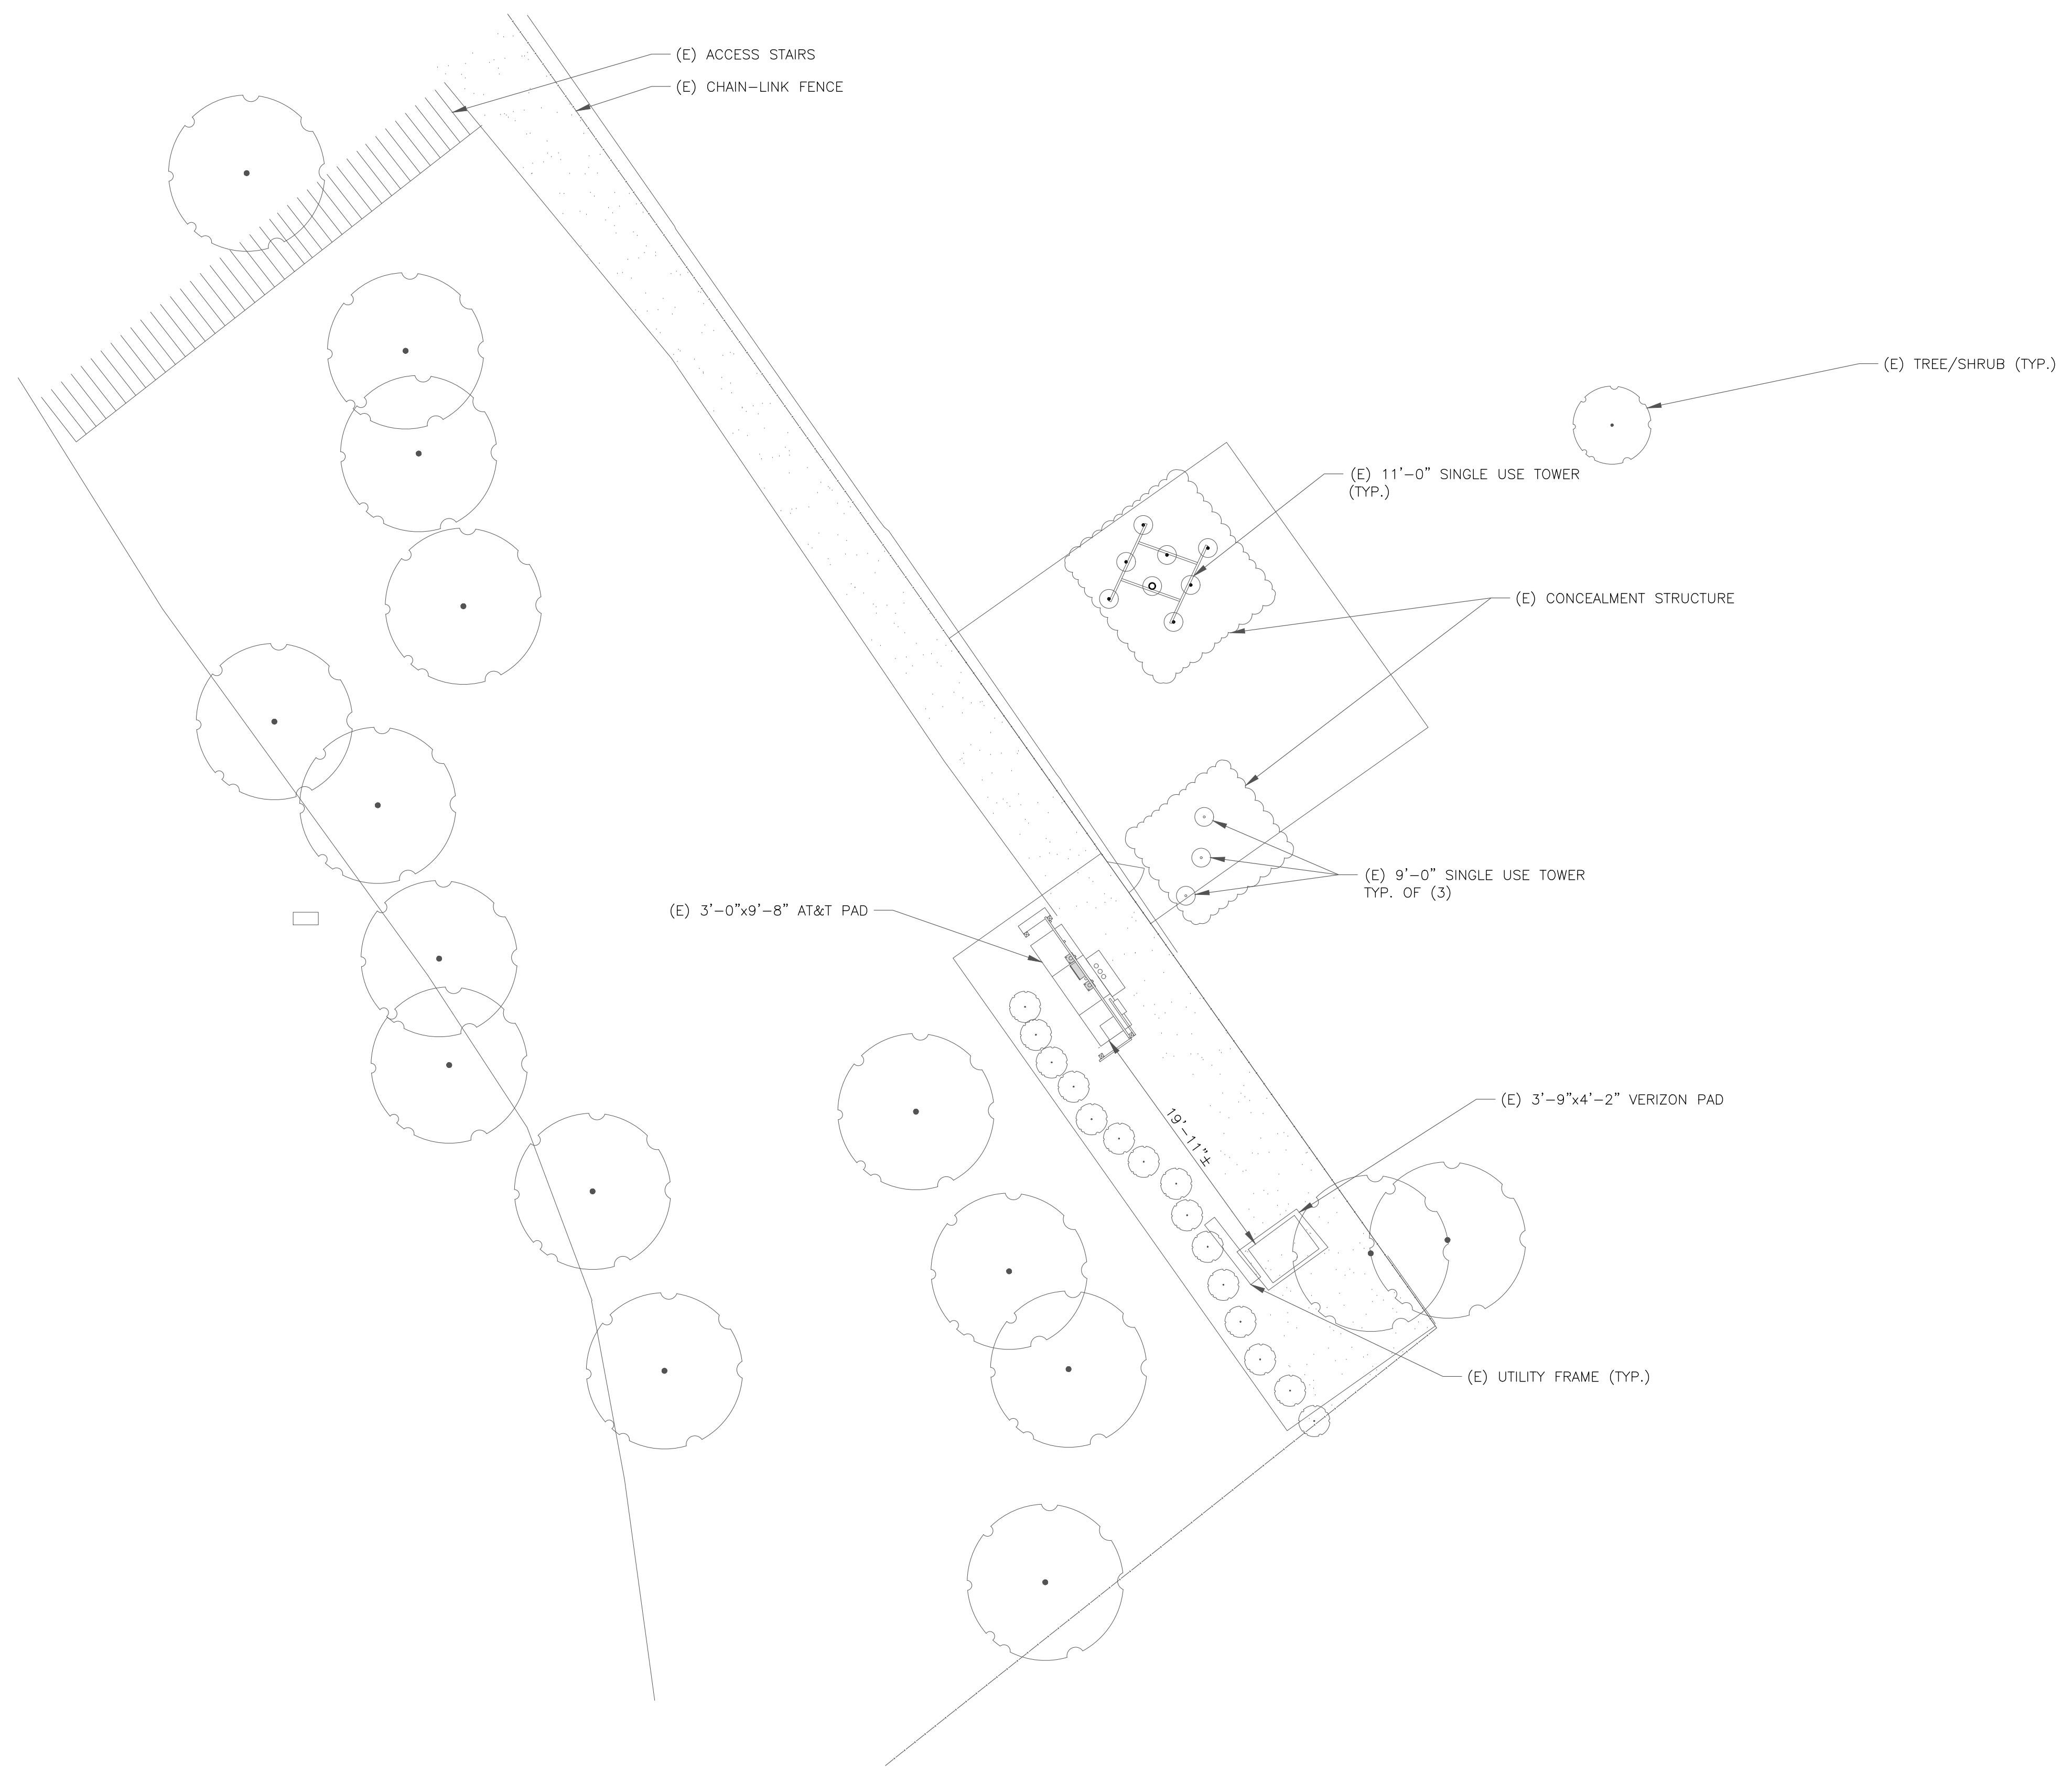 (E) ACCESS STAIRS
(E) CHAIN-LINK FENCE
(E) TREE/SHRUB (TYP.)
(E) 11'-0" SINGLE USE TOWER
(TYP.)
(E) CONCEALMENT STRUCTURE
(E) 9'-0" SINGLE USE TOWER
TYP. OF (3)
(E) 3'-0"x9'-8" AT&T PAD
(E) 3'-9"x4'-2" VERIZON PAD
19'-11"±
(E) UTILITY FRAME (TYP.)